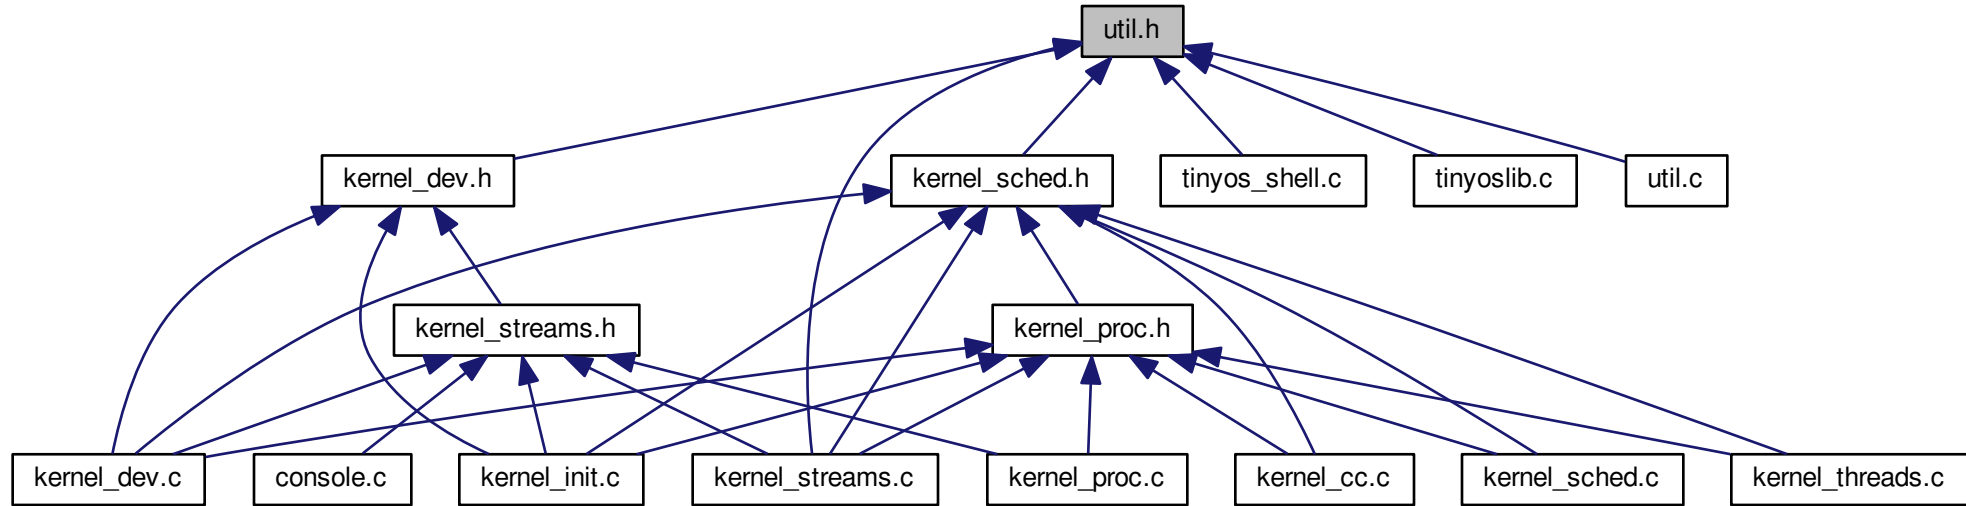 util.h
kernel_dev.h
kernel_sched.h
tinyos_shell.c
tinyoslib.c
util.c
kernel_streams.h
kernel_proc.h
kernel_dev.c
console.c
kernel_init.c
kernel_streams.c
kernel_proc.c
kernel_cc.c
kernel_sched.c
kernel_threads.c